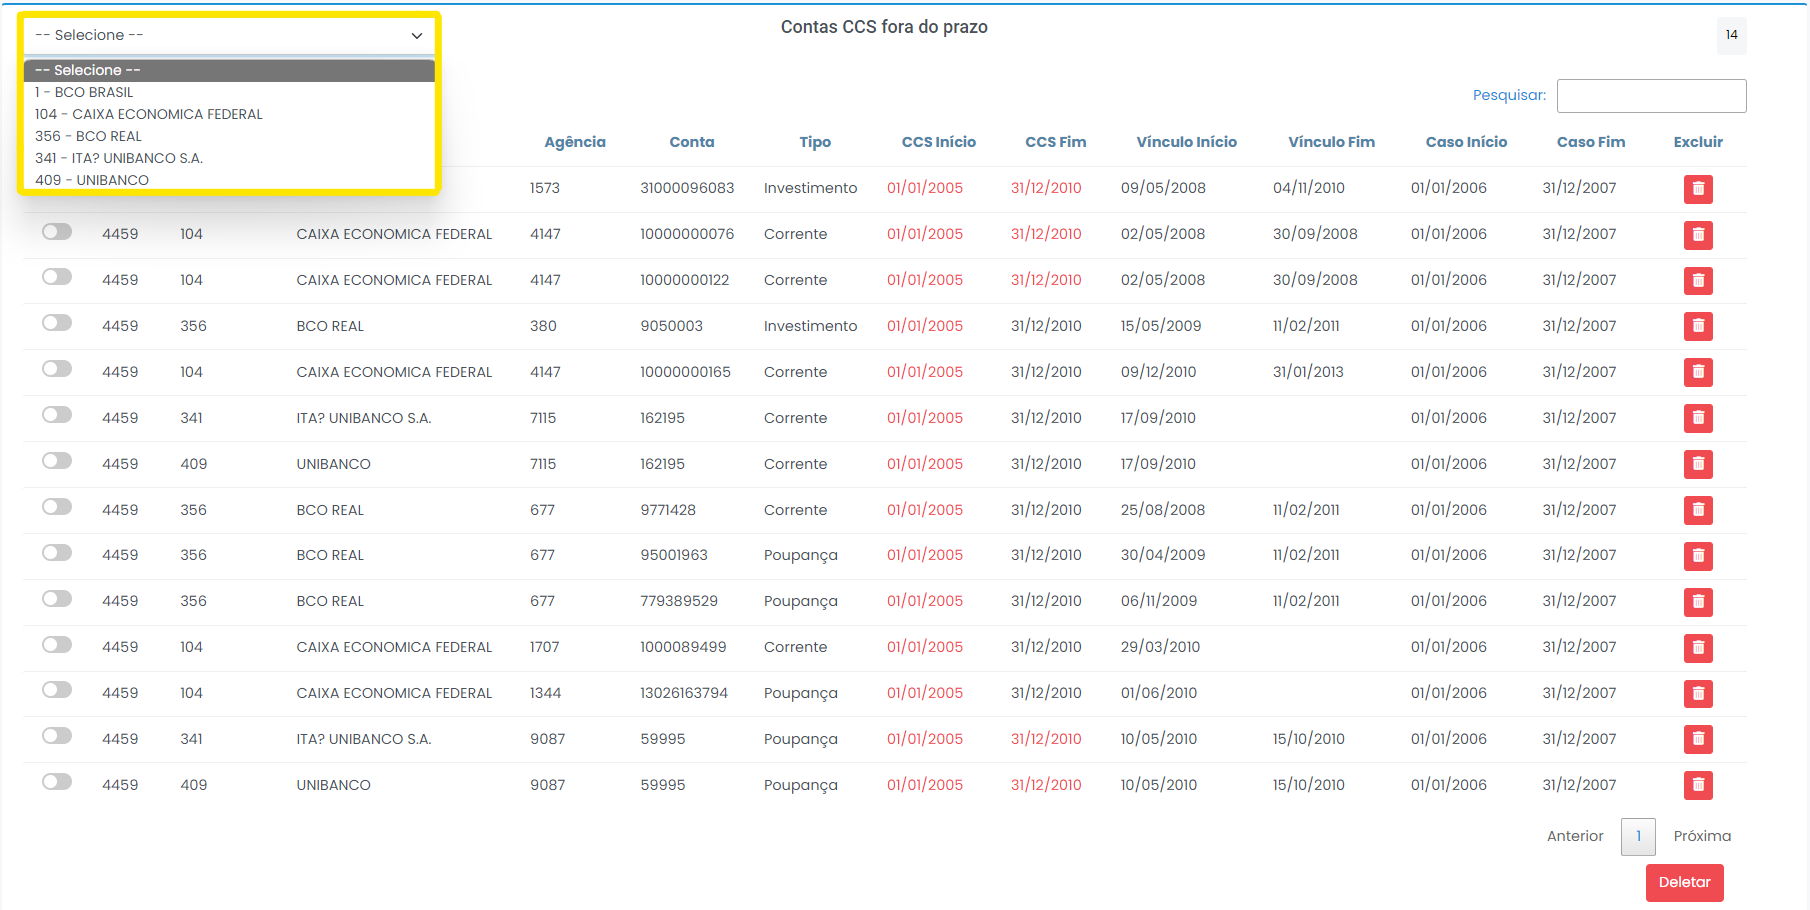 -- Selecione --
Contas CCS fora do prazo
14
-- Selecione --
1 - BCO BRASIL
104 - CAIXA ECONOMICA FEDERAL
356 - BCO REAL
341 - ITA? UNIBANCO S.A.
409 - UNIBANCO
Pesquisar:
Agência Conta Tipo CCS Início CCS Fim Vínculo Início Vínculo Fim Caso Início Caso Fim Excluir
1573 31000096083 Investimento 01/01/2005 31/12/2010 09/05/2008 04/11/2010 01/01/2006 31/12/2007
4459 104 CAIXA ECONOMICA FEDERAL 4147 10000000076 Corrente 01/01/2005 31/12/2010 02/05/2008 30/09/2008 01/01/2006 31/12/2007
4459 104 CAIXA ECONOMICA FEDERAL 4147 10000000122 Corrente 01/01/2005 31/12/2010 02/05/2008 30/09/2008 01/01/2006 31/12/2007
4459 356 BCO REAL 380 9050003 Investimento 01/01/2005 31/12/2010 15/05/2009 11/02/2011 01/01/2006 31/12/2007
4459 104 CAIXA ECONOMICA FEDERAL 4147 10000000165 Corrente 01/01/2005 31/12/2010 09/12/2010 31/01/2013 01/01/2006 31/12/2007
4459 341 ITA? UNIBANCO S.A. 7115 162195 Corrente 01/01/2005 31/12/2010 17/09/2010 01/01/2006 31/12/2007
4459 409 UNIBANCO 7115 162195 Corrente 01/01/2005 31/12/2010 17/09/2010 01/01/2006 31/12/2007
4459 356 BCO REAL 677 9771428 Corrente 01/01/2005 31/12/2010 25/08/2008 11/02/2011 01/01/2006 31/12/2007
4459 356 BCO REAL 677 95001963 Poupança 01/01/2005 31/12/2010 30/04/2009 11/02/2011 01/01/2006 31/12/2007
4459 356 BCO REAL 677 779389529 Poupança 01/01/2005 31/12/2010 06/11/2009 11/02/2011 01/01/2006 31/12/2007
4459 104 CAIXA ECONOMICA FEDERAL 1707 1000089499 Corrente 01/01/2005 31/12/2010 29/03/2010 01/01/2006 31/12/2007
4459 104 CAIXA ECONOMICA FEDERAL 1344 13026163794 Poupança 01/01/2005 31/12/2010 01/06/2010 01/01/2006 31/12/2007
4459 341 ITA? UNIBANCO S.A. 9087 59995 Poupança 01/01/2005 31/12/2010 10/05/2010 15/10/2010 01/01/2006 31/12/2007
4459 409 UNIBANCO 9087 59995 Poupança 01/01/2005 31/12/2010 10/05/2010 15/10/2010 01/01/2006 31/12/2007
Anterior 1 Próxima
Deletar